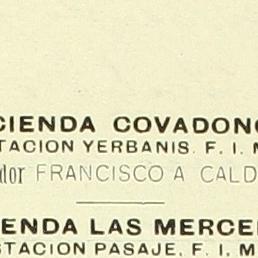 CIENDA COVADONG
TACION YERBANIS. F. I. M
dor FRANCISCO A CALD
ENDA LAS MERCE
STACION PASAJE, F. I. M